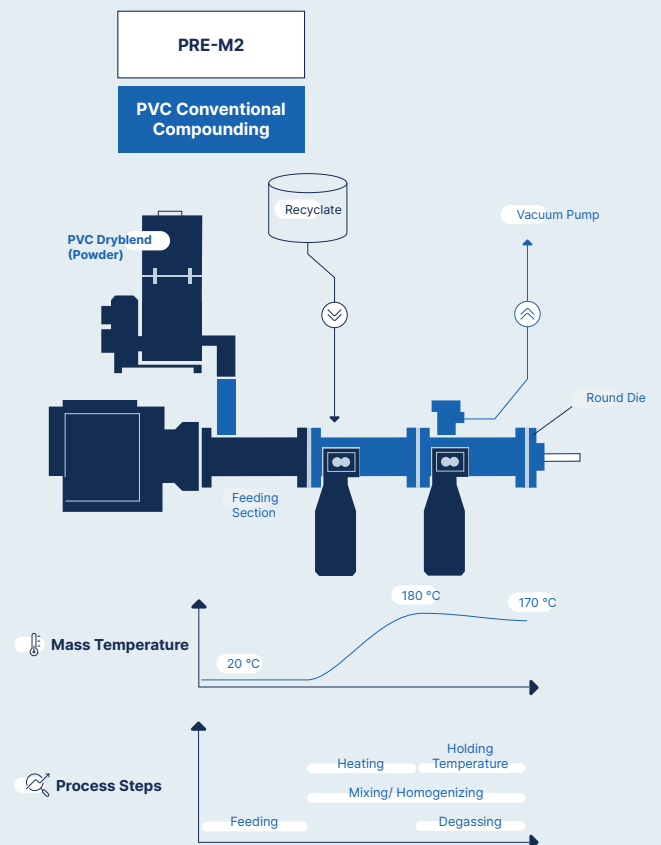 PRE-M2
PVC Conventional
Compounding
Recyclate
Vacuum Pump
PVC Dryblend
(Powder)
Round Die
Feeding
Section
180 °C
170 °C
20 °C
Mass Temperature
Holding
Heating
Temperature
Mixing/ Homogenizing
Process Steps
Feeding
Degassing